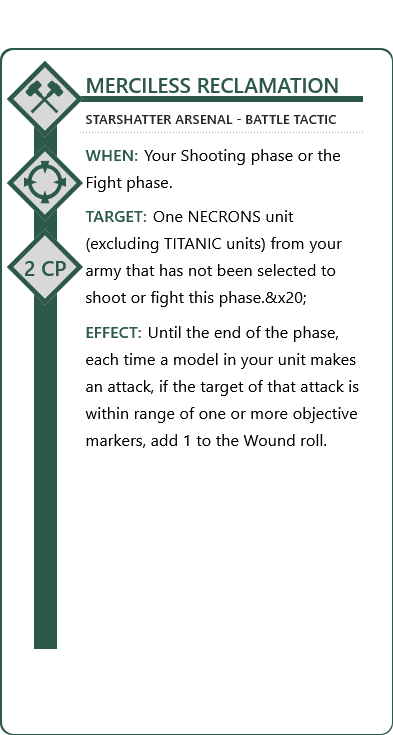 MERCILESS RECLAMATION
STARSHATTER ARSENAL - BATTLE TACTIC
WHEN: Your Shooting phase or the
Fight phase.
TARGET: One NECRONS unit
(excluding TITANIC units) from your
army that has not been selected to
shoot or fight this phase.&x20;
2 CP
EFFECT: Until the end of the phase,
each time a model in your unit makes
an attack, if the target of that attack is
within range of one or more objective
markers, add 1 to the Wound roll.